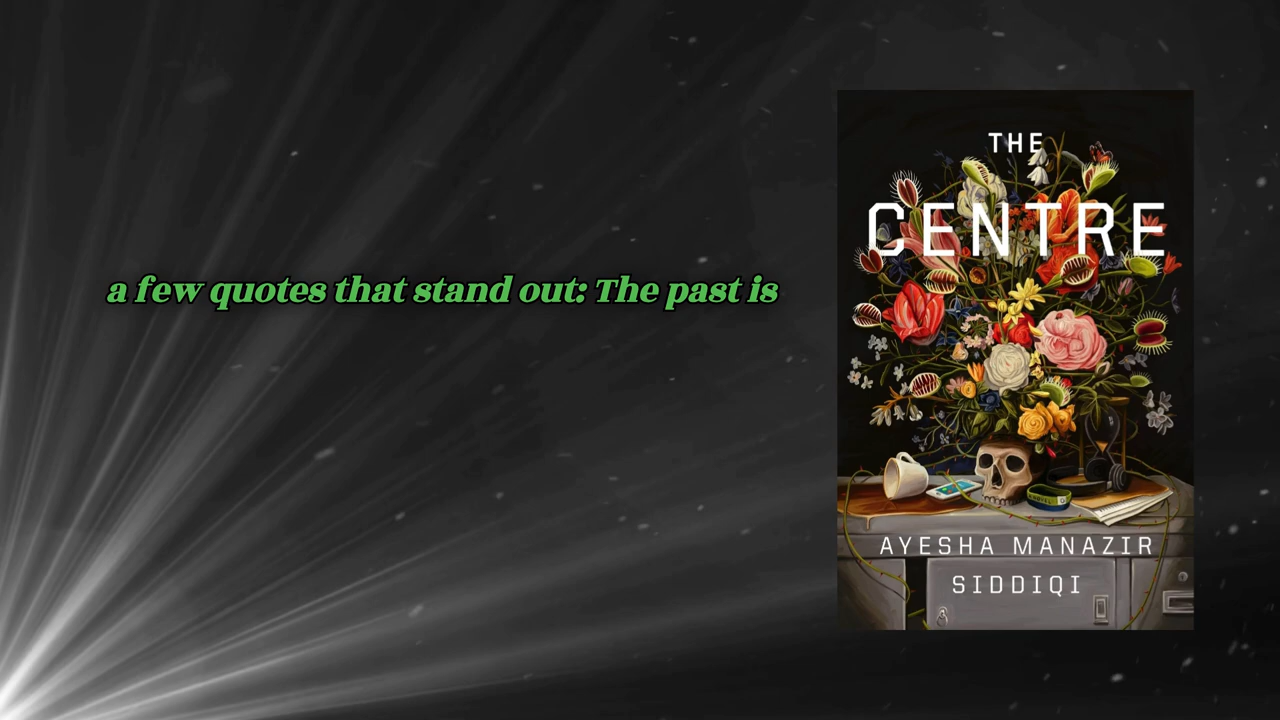 a few quotes that stand out: The past is
THE
CENTRE
AYESHA MANAZIR
SIDDIQI